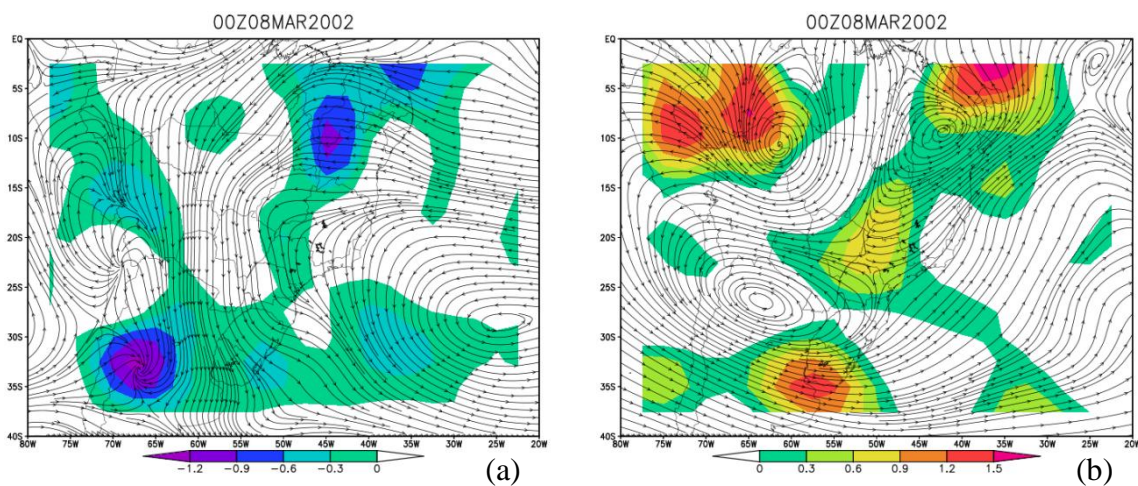 00Z08MAR2002
EQ
5S
10S
15S
20S
25S
30S
35S
40S
80W 75W 70W 65W 60W 55W 50W 45W 40W 35W 30W 25W 20W
-1.2 -0.9 -0.6 -0.3 0
(a)
00Z08MAR2002
EQ
5S
10S
15S
20S
25S
30S
35S
40S
80W 75W 70W 65W 60W 55W 50W 45W 40W 35W 30W 25W 20W
0 0.3 0.6 0.9 1.2 1.5
(b)